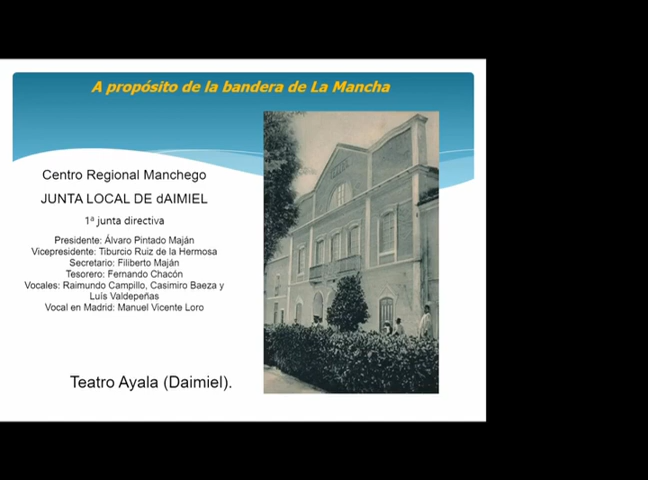 A propósito de la bandera de La Mancha
Centro Regional Manchego
JUNTA LOCAL DE dAIMIEL
1ª junta directiva
Presidente: Álvaro Pintado Maján
Vicepresidente: Tiburcio Ruiz de la Hermosa
Secretario: Filiberto Maján
Tesorero: Fernando Chacón
Vocales: Raimundo Campillo, Casimiro Baeza y
Luis Valdepeñas
Vocal en Madrid: Manuel Vicente Loro
Teatro Ayala (Daimiel).